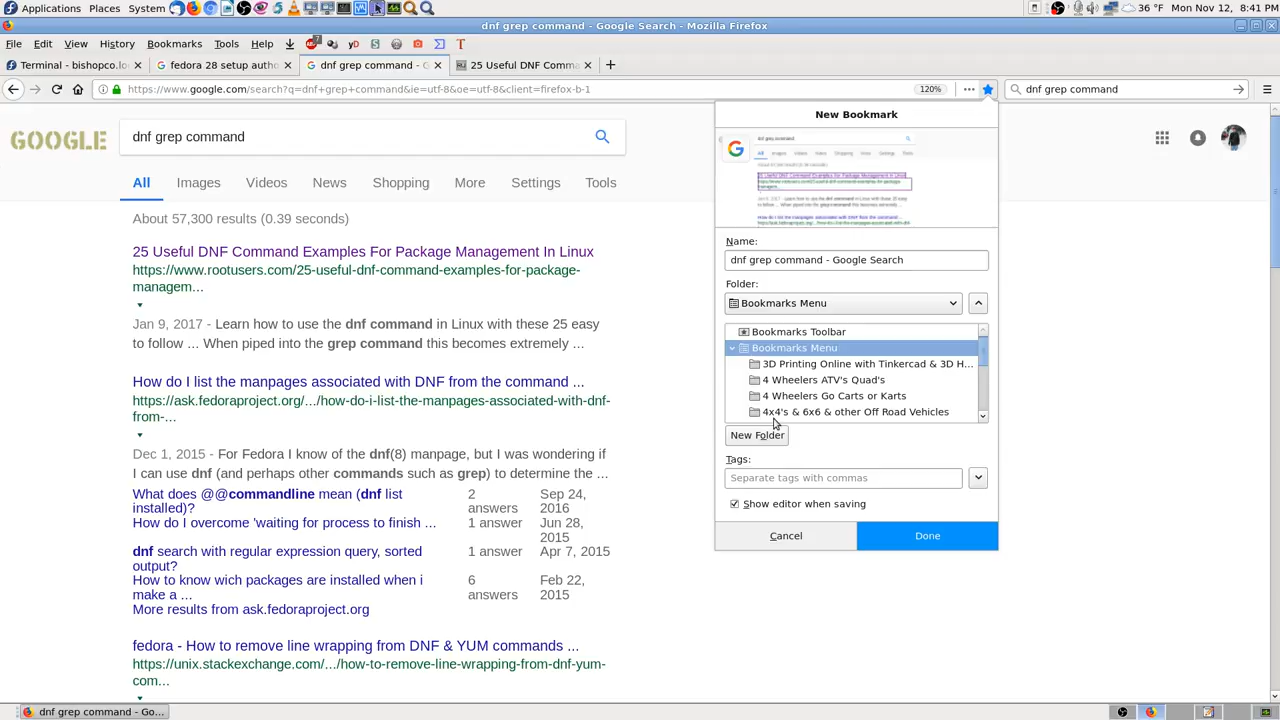 Applications Places System 36 °F Mon Nov 12, 8:41 PM
dnf grep command - Google Search - Mozilla Firefox
File Edit View History Bookmarks Tools Help 7 yD S T
Terminal - bishopco.lo × fedora 28 setup autho × dnf grep command - G × 25 Useful DNF Comma ×
https://www.google.com/search?q=dnf+grep+command&ie=utf-8&oe=utf-8&client=firefox-b-1 120% dnf grep command
New Bookmark
GOOGLE dnf grep command
All Images Videos News Shopping More Settings Tools
About 57,300 results (0.39 seconds)
25 Useful DNF Command Examples For Package Management In Linux
https://www.rootusers.com/25-useful-dnf-command-examples-for-package-
managem...
Jan 9, 2017 - Learn how to use the dnf command in Linux with these 25 easy
to follow ... When piped into the grep command this becomes extremely ...
How do I list the manpages associated with DNF from the command ...
https://ask.fedoraproject.org/.../how-do-i-list-the-manpages-associated-with-dnf-
from-...
Dec 1, 2015 - For Fedora I know of the dnf(8) manpage, but I was wondering if
I can use dnf (and perhaps other commands such as grep) to determine the ...
What does @@commandline mean (dnf list installed)? 2 answers Sep 24, 2016
How do I overcome 'waiting for process to finish ... 1 answer Jun 28, 2015
dnf search with regular expression query, sorted output? 1 answer Apr 7, 2015
How to know wich packages are installed when i make a ... 6 answers Feb 22, 2015
More results from ask.fedoraproject.org
fedora - How to remove line wrapping from DNF & YUM commands ...
https://unix.stackexchange.com/.../how-to-remove-line-wrapping-from-dnf-yum-
com...
Name:
dnf grep command - Google Search
Folder:
Bookmarks Menu
Bookmarks Toolbar
Bookmarks Menu
3D Printing Online with Tinkercad & 3D H...
4 Wheelers ATV's Quad's
4 Wheelers Go Carts or Karts
4x4's & 6x6 & other Off Road Vehicles
New Folder
Tags:
Separate tags with commas
Show editor when saving
Cancel Done
dnf grep command - Go...